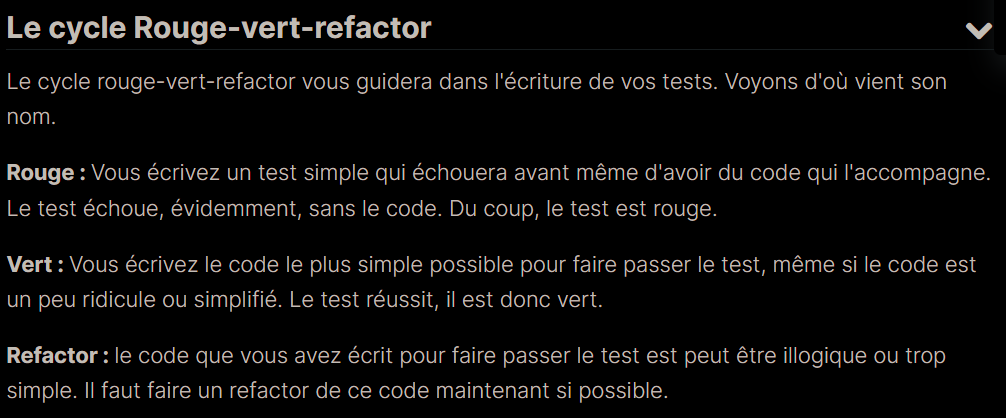 Le cycle Rouge-vert-refactor
Le cycle rouge-vert-refactor vous guidera dans l'écriture de vos tests. Voyons d'où vient son
nom.
Rouge : Vous écrivez un test simple qui échouera avant même d'avoir du code qui l'accompagne.
Le test échoue, évidemment, sans le code. Du coup, le test est rouge.
Vert : Vous écrivez le code le plus simple possible pour faire passer le test, même si le code est
un peu ridicule ou simplifié. Le test réussit, il est donc vert.
Refactor : le code que vous avez écrit pour faire passer le test est peut être illogique ou trop
simple. Il faut faire un refactor de ce code maintenant si possible.